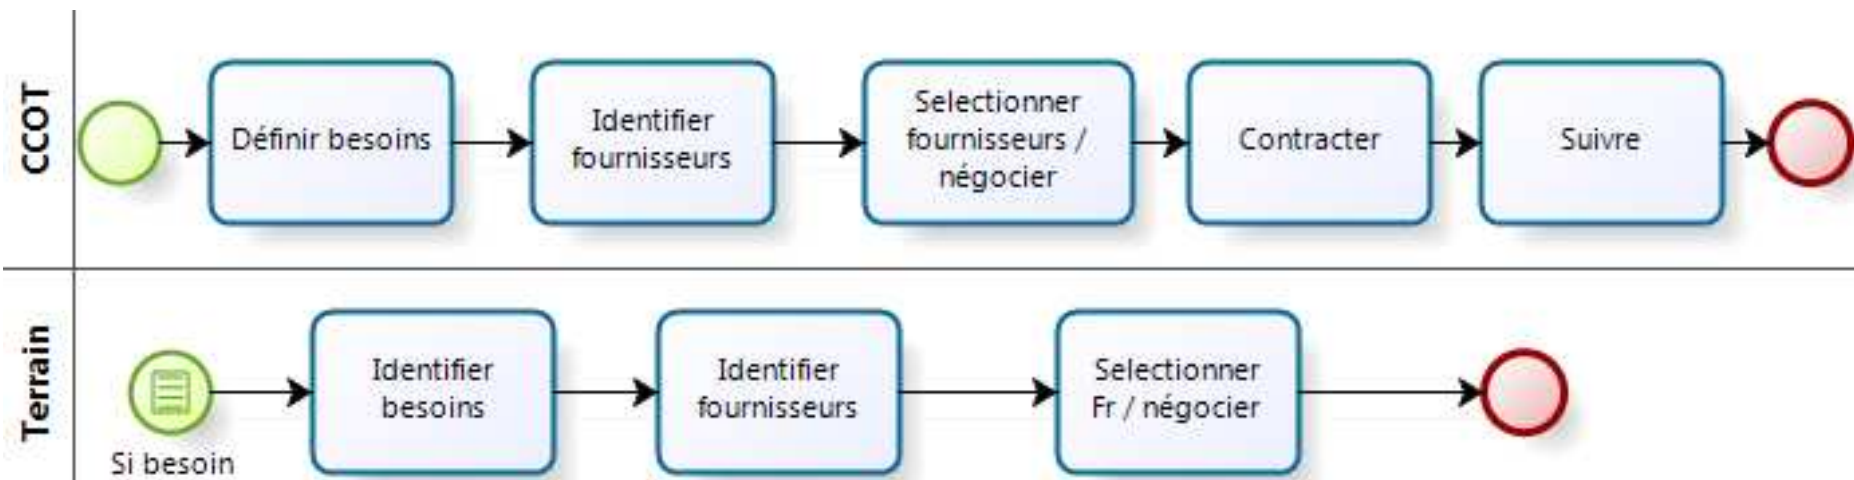 CCOT
Définir besoins
Identifier
fournisseurs
Selectionner
fournisseurs /
négocier
Contracter
Suivre
Terrain
Si besoin
Identifier
besoins
Identifier
fournisseurs
Selectionner
Fr / négocier